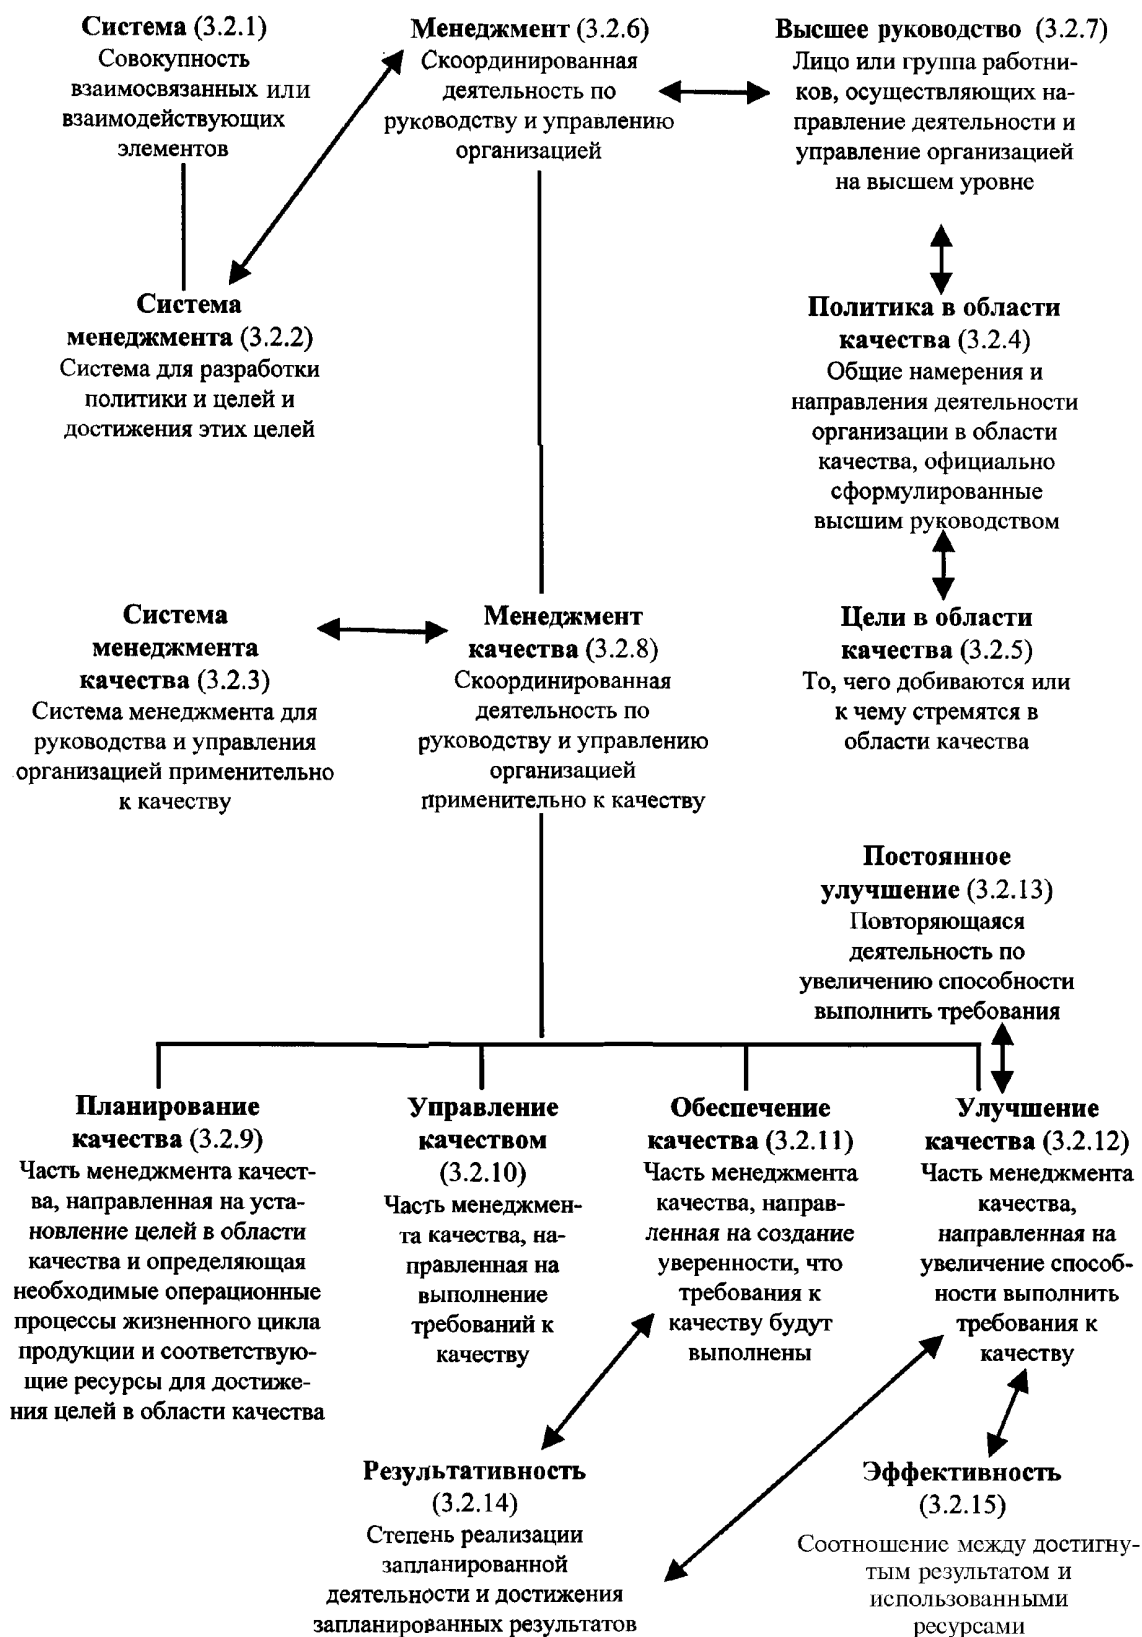 Система (3.2.1)
Совокупность
взаимосвязанных или
взаимодействующих
элементов
Менеджмент (3.2.6)
Скоординированная
деятельность по
руководству и управлению
организацией
Высшее руководство (3.2.7)
Лицо или группа работни-
ков, осуществляющих на-
правление деятельности и
управление организацией
на высшем уровне
Система
менеджмента (3.2.2)
Система для разработки
политики и целей и
достижения этих целей
Политика в области
качества (3.2.4)
Общие намерения и
направления деятельности
организации в области
качества, официально
сформулированные
высшим руководством
Система
менеджмента
качества (3.2.3)
Система менеджмента для
руководства и управления
организацией применительно
к качеству
Менеджмент
качества (3.2.8)
Скоординированная
деятельность по
руководству и управлению
организацией
применительно к качеству
Цели в области
качества (3.2.5)
То, чего добиваются или
к чему стремятся в
области качества
Постоянное
улучшение (3.2.13)
Повторяющаяся
деятельность по
увеличению способности
выполнить требования
Планирование
качества (3.2.9)
Часть менеджмента качест-
ва, направленная на уста-
новление целей в области
качества и определяющая
необходимые операционные
процессы жизненного цикла
продукции и соответствую-
щие ресурсы для достиже-
ния целей в области качества
Управление
качеством
(3.2.10)
Часть менеджмен-
та качества, на-
правленная на
выполнение
требований к
качеству
Обеспечение
качества (3.2.11)
Часть менеджмента
качества, направ-
ленная на создание
уверенности, что
требования к
качеству будут
выполнены
Улучшение
качества (3.2.12)
Часть менеджмента
качества,
направленная на
увеличение способ-
ности выполнить
требования к
качеству
Результативность
(3.2.14)
Степень реализации
запланированной
деятельности и достижения
запланированных результатов
Эффективность
(3.2.15)
Соотношение между достигну-
тым результатом и
использованными
ресурсами